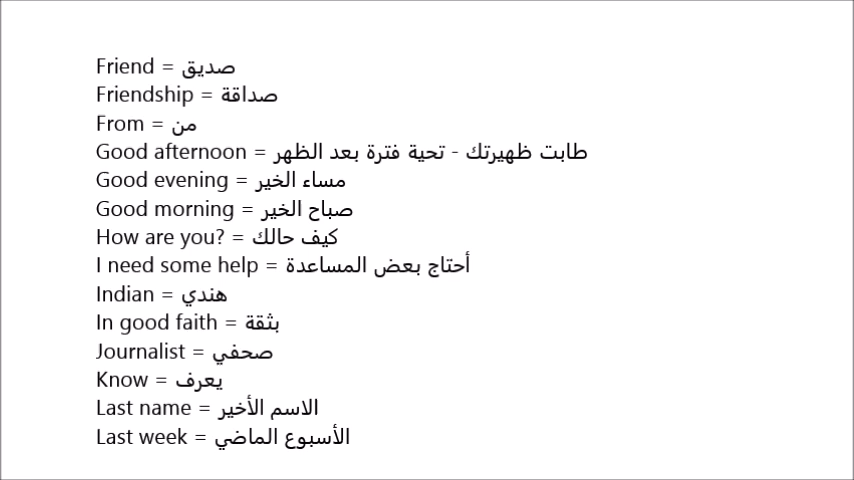 Friend = صديق
Friendship = صداقة
From = من
Good afternoon = طابت ظهيرتك - تحية فترة بعد الظهر
Good evening = مساء الخير
Good morning = صباح الخير
How are you? = كيف حالك
I need some help = أحتاج بعض المساعدة
Indian = هندي
In good faith = بثقة
Journalist = صحفي
Know = يعرف
Last name = الاسم الأخير
Last week = الأسبوع الماضي